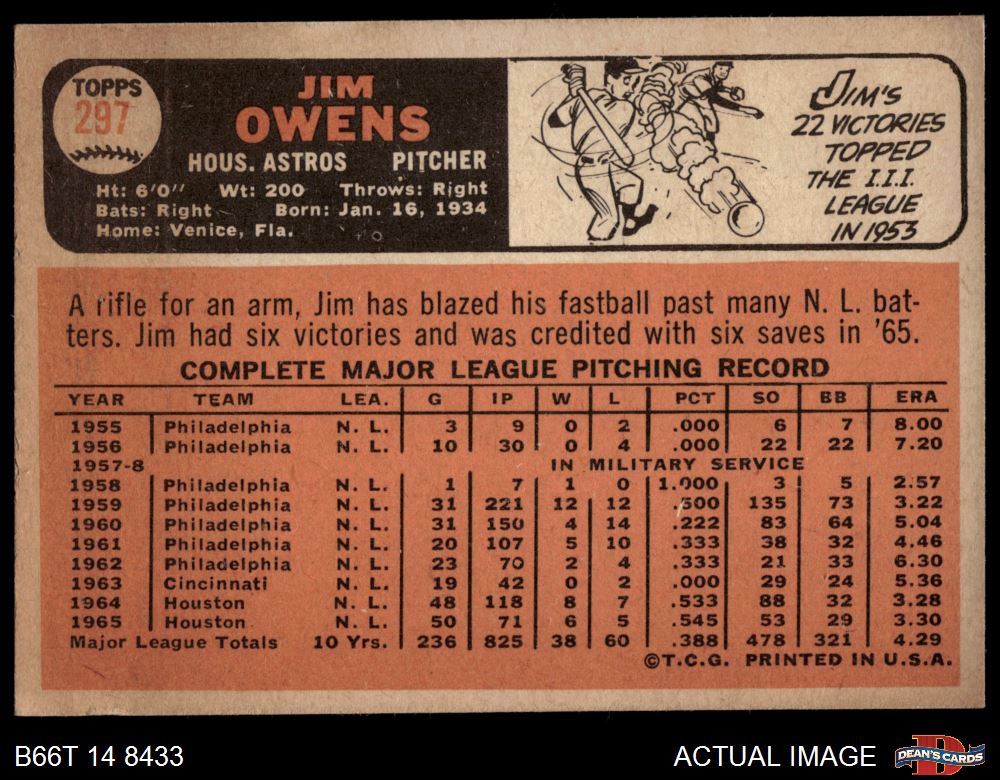 TOPPS
297
JIM
OWENS
HOUS. ASTROS PITCHER
Ht: 6'0" Wt: 200 Throws: Right
Bats: Right Born: Jan. 16, 1934
Home: Venice, Fla.
JIM'S
22 VICTORIES
TOPPED
THE I.I.I.
LEAGUE
IN 1953
A rifle for an arm, Jim has blazed his fastball past many N. L. bat-
ters. Jim had six victories and was credited with six saves in '65.
COMPLETE MAJOR LEAGUE PITCHING RECORD
YEAR TEAM LEA. G IP W L PCT SO BB ERA
1955 Philadelphia N. L. 3 9 0 2 .000 6 7 8.00
1956 Philadelphia N. L. 10 30 0 4 .000 22 22 7.20
1957-8 IN MILITARY SERVICE
1958 Philadelphia N. L. 1 7 1 0 1.000 3 5 2.57
1959 Philadelphia N. L. 31 221 12 12 .500 135 73 3.22
1960 Philadelphia N. L. 31 150 4 14 .222 83 64 5.04
1961 Philadelphia N. L. 20 107 5 10 .333 38 32 4.46
1962 Philadelphia N. L. 23 70 2 4 .333 21 33 6.30
1963 Cincinnati N. L. 19 42 0 2 .000 29 24 5.36
1964 Houston N. L. 48 118 8 7 .533 88 32 3.28
1965 Houston N. L. 50 71 6 5 .545 53 29 3.30
Major League Totals 10 Yrs. 236 825 38 60 .388 478 321 4.29
©T.C.G. PRINTED IN U.S.A.
B66T 14 8433 ACTUAL IMAGE
DEAN'S CARDS